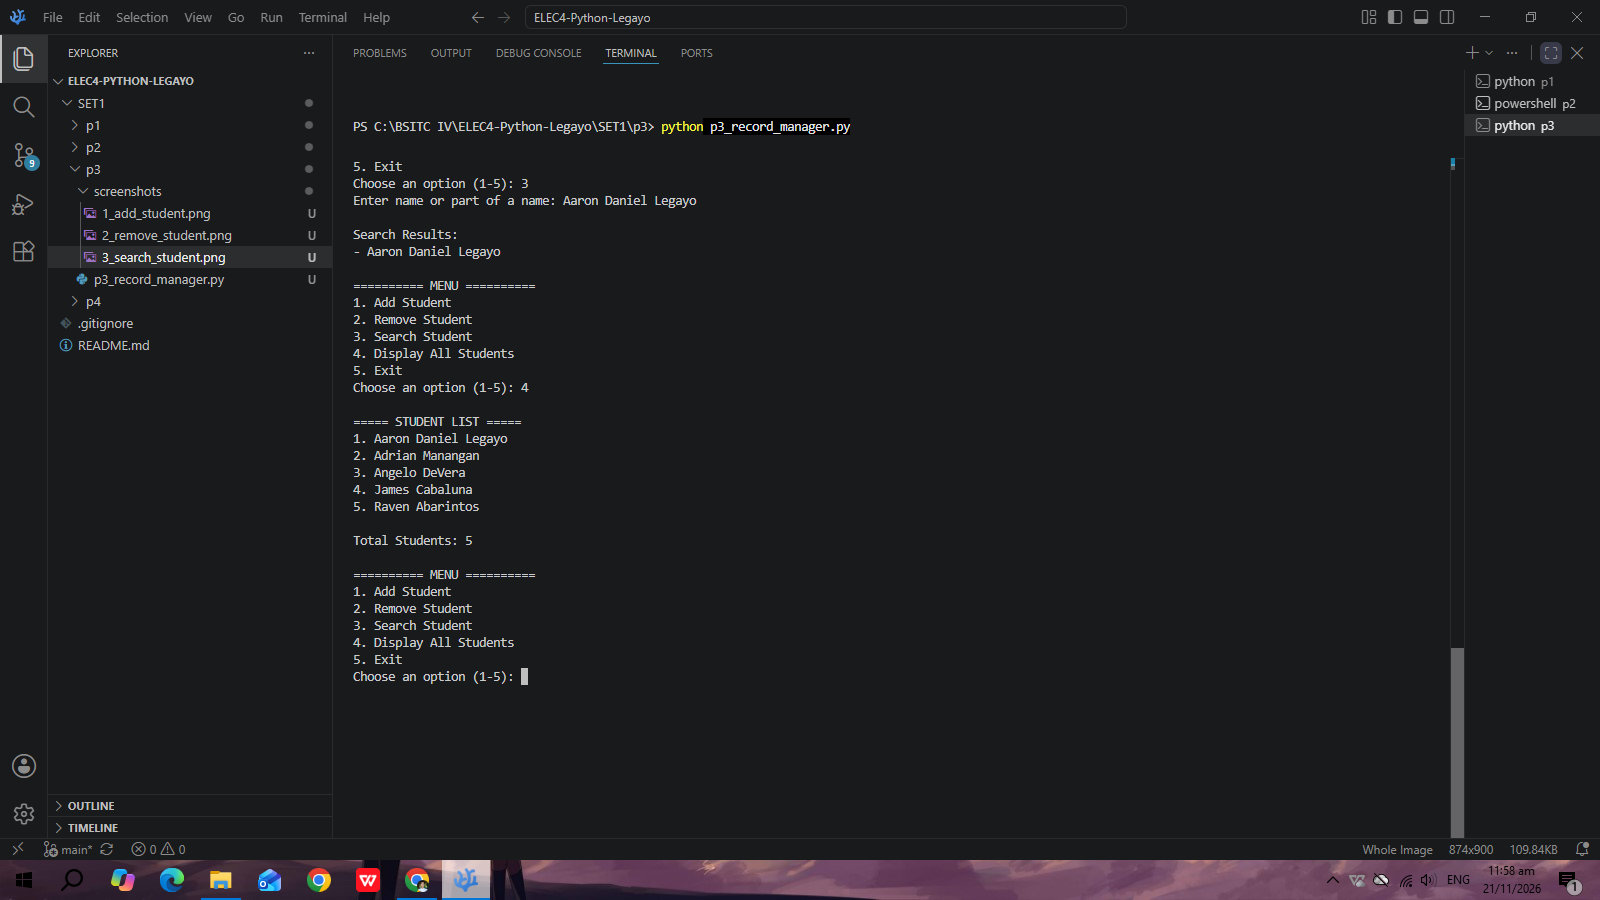 File Edit Selection View Go Run Terminal Help
ELEC4-Python-Legayo
EXPLORER
ELEC4-PYTHON-LEGAYO
SET1
p1
p2
p3
screenshots
1_add_student.png U
2_remove_student.png U
3_search_student.png U
p3_record_manager.py U
p4
.gitignore
README.md
OUTLINE
TIMELINE
9
PROBLEMS OUTPUT DEBUG CONSOLE TERMINAL PORTS
PS C:\BSITC IV\ELEC4-Python-Legayo\SET1\p3> python p3_record_manager.py
5. Exit
Choose an option (1-5): 3
Enter name or part of a name: Aaron Daniel Legayo
Search Results:
- Aaron Daniel Legayo
========== MENU ==========
1. Add Student
2. Remove Student
3. Search Student
4. Display All Students
5. Exit
Choose an option (1-5): 4
===== STUDENT LIST =====
1. Aaron Daniel Legayo
2. Adrian Manangan
3. Angelo DeVera
4. James Cabaluna
5. Raven Abarintos
Total Students: 5
========== MENU ==========
1. Add Student
2. Remove Student
3. Search Student
4. Display All Students
5. Exit
Choose an option (1-5):
python p1
powershell p2
python p3
main* 0 0
Whole Image 874x900 109.84KB
ENG
11:58 am
21/11/2026
1